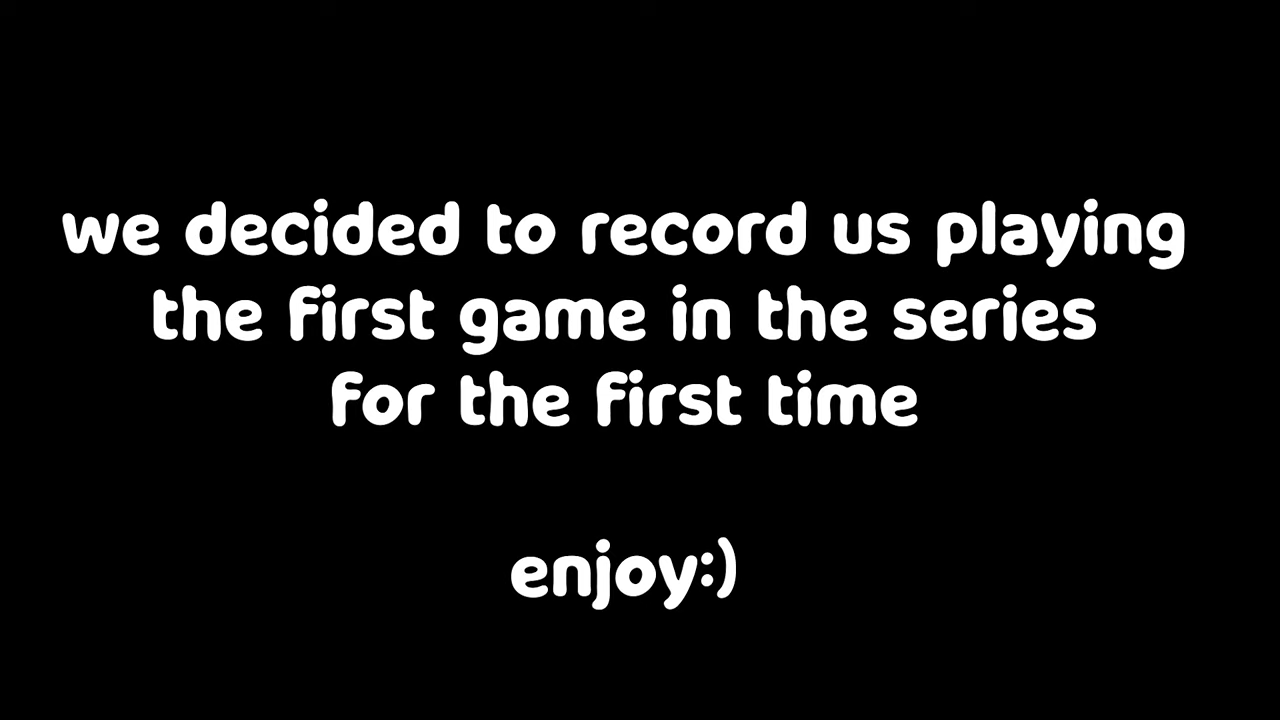 we decided to record us playing
the first game in the series
for the first time
enjoy:)